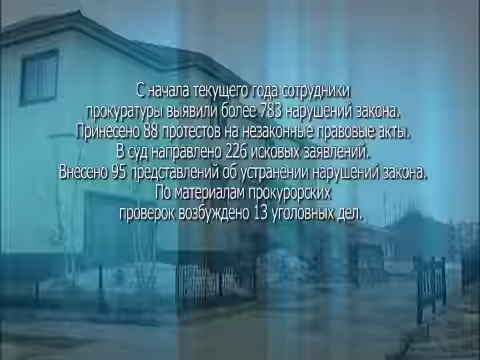 С начала текущего года сотрудники
прокуратуры выявили более 783 нарушений закона.
Принесено 88 протестов на незаконные правовые акты.
В суд направлено 226 исковых заявлений.
Внесено 95 представлений об устранении нарушений закона.
По материалам прокурорских
проверок возбуждено 13 уголовных дел.